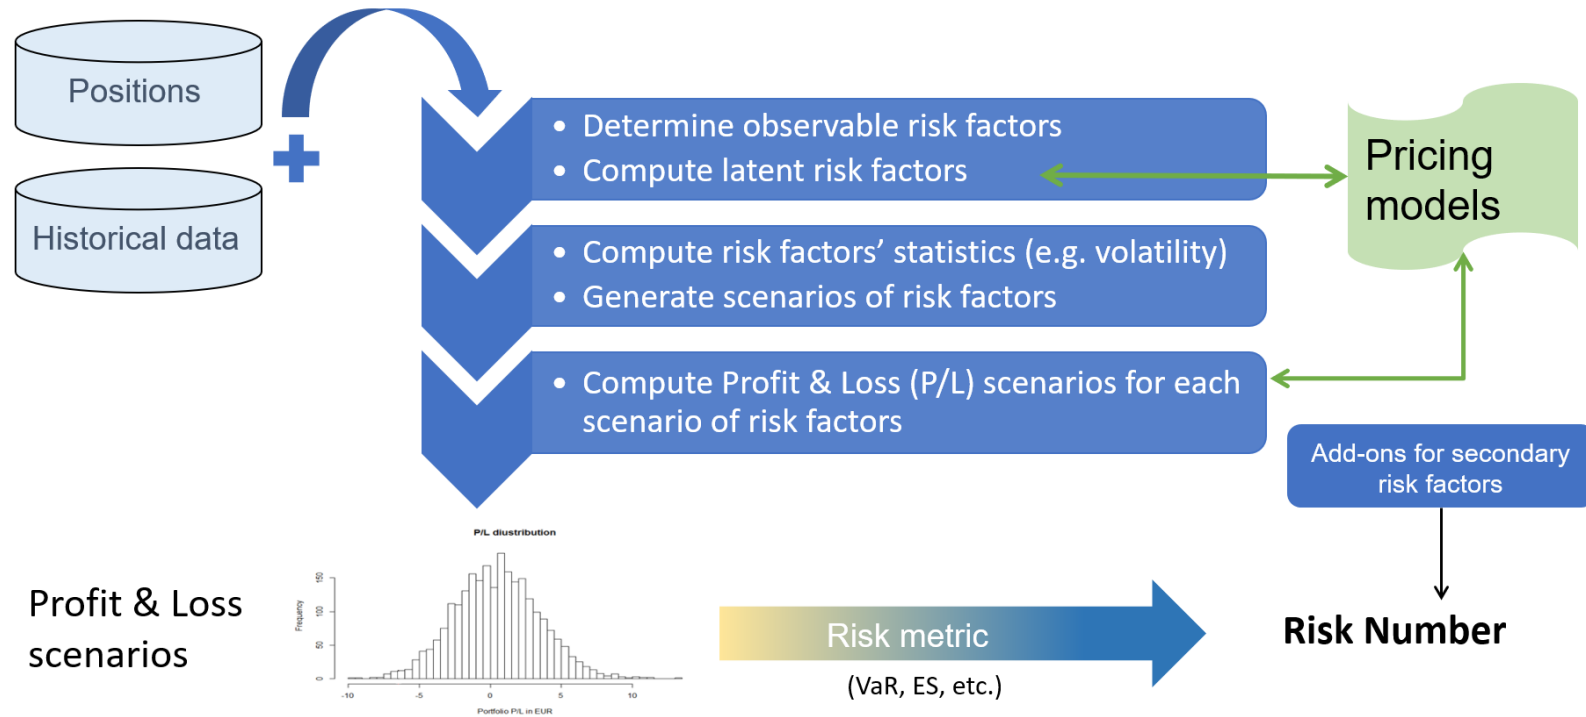 Positions
Historical data
• Determine observable risk factors
• Compute latent risk factors
Pricing
models
• Compute risk factors’ statistics (e.g. volatility)
• Generate scenarios of risk factors
• Compute Profit & Loss (P/L) scenarios for each
scenario of risk factors
Add-ons for secondary
risk factors
Profit & Loss
scenarios
P/L diustribution
Frequency
150
100
50
0
-10 -5 0 5 10
Portfolio P/L in EUR
Risk metric
(VaR, ES, etc.)
Risk Number